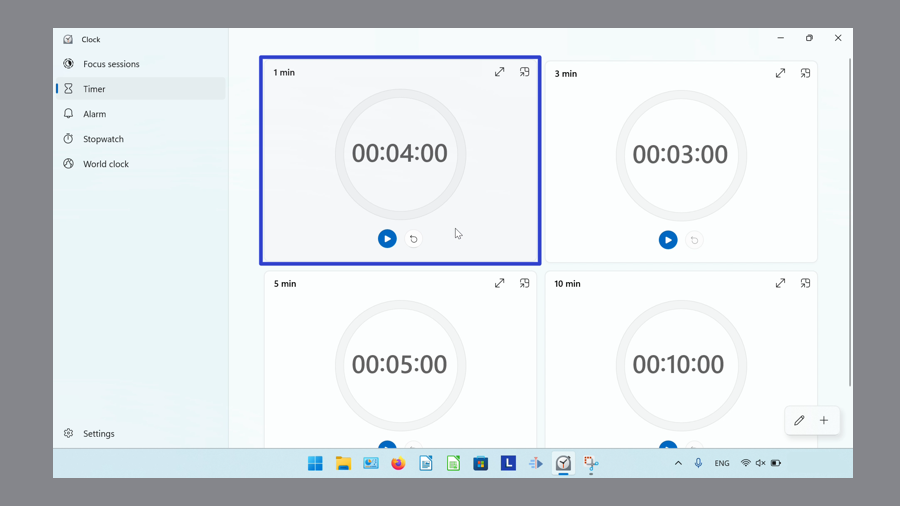 Clock
Focus sessions
Timer
Alarm
Stopwatch
World clock
Settings
1 min
00:04:00
3 min
00:03:00
5 min
00:05:00
10 min
00:10:00
L
ENG